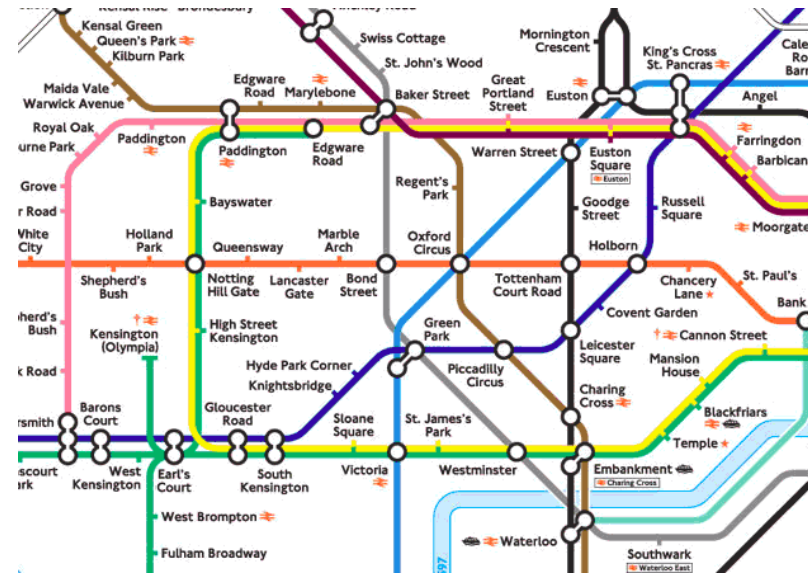 Kensal Green
Queen's Park
Kilburn Park
Maida Vale
Warwick Avenue
Royal Oak
Edgware
Road
Marylebone
Paddington
Paddington
Edgware
Road
Swiss Cottage
St. John's Wood
Baker Street
Great
Portland
Street
Mornington
Crescent
Euston
King's Cross
St. Pancras
Angel
Farringdon
Barbican
Moorgate
Warren Street
Euston
Square
Euston
Regent's
Park
Goodge
Street
Russell
Square
Bayswater
Holland
Park
Queensway
Marble
Arch
Oxford
Circus
Holborn
White
City
Shepherd's
Bush
Notting
Hill Gate
Lancaster
Gate
Bond
Street
Tottenham
Court Road
Chancery
Lane
St. Paul's
Bank
Kensington
(Olympia)
High Street
Kensington
Hyde Park Corner
Knightsbridge
Green
Park
Piccadilly
Circus
Covent Garden
Leicester
Square
Cannon Street
Mansion
House
Blackfriars
Temple
Charing
Cross
Barons
Court
Gloucester
Road
Sloane
Square
St. James's
Park
West
Kensington
Earl's
Court
South
Kensington
Victoria
Westminster
Embankment
Charing Cross
West Brompton
Fulham Broadway
Waterloo
Southwark
Waterloo East